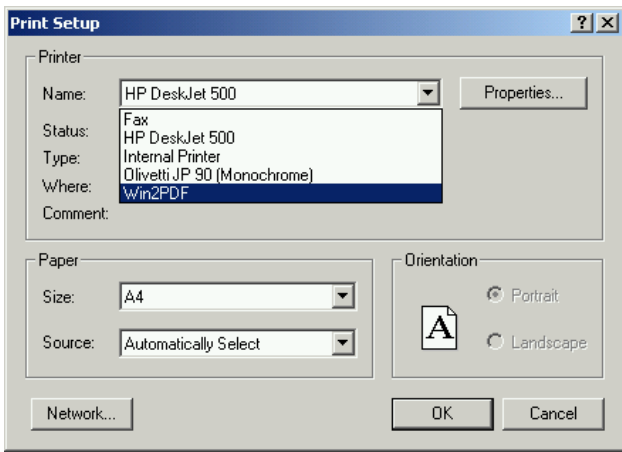 Print Setup
Printer
Name: HP DeskJet 500 Properties...
Fax
Status: HP DeskJet 500
Type: Internal Printer
Olivetti JP 90 (Monochrome)
Where: Win2PDF
Comment:
Paper
Size: A4
Source: Automatically Select
Orientation
A
Portrait
Landscape
Network... OK Cancel